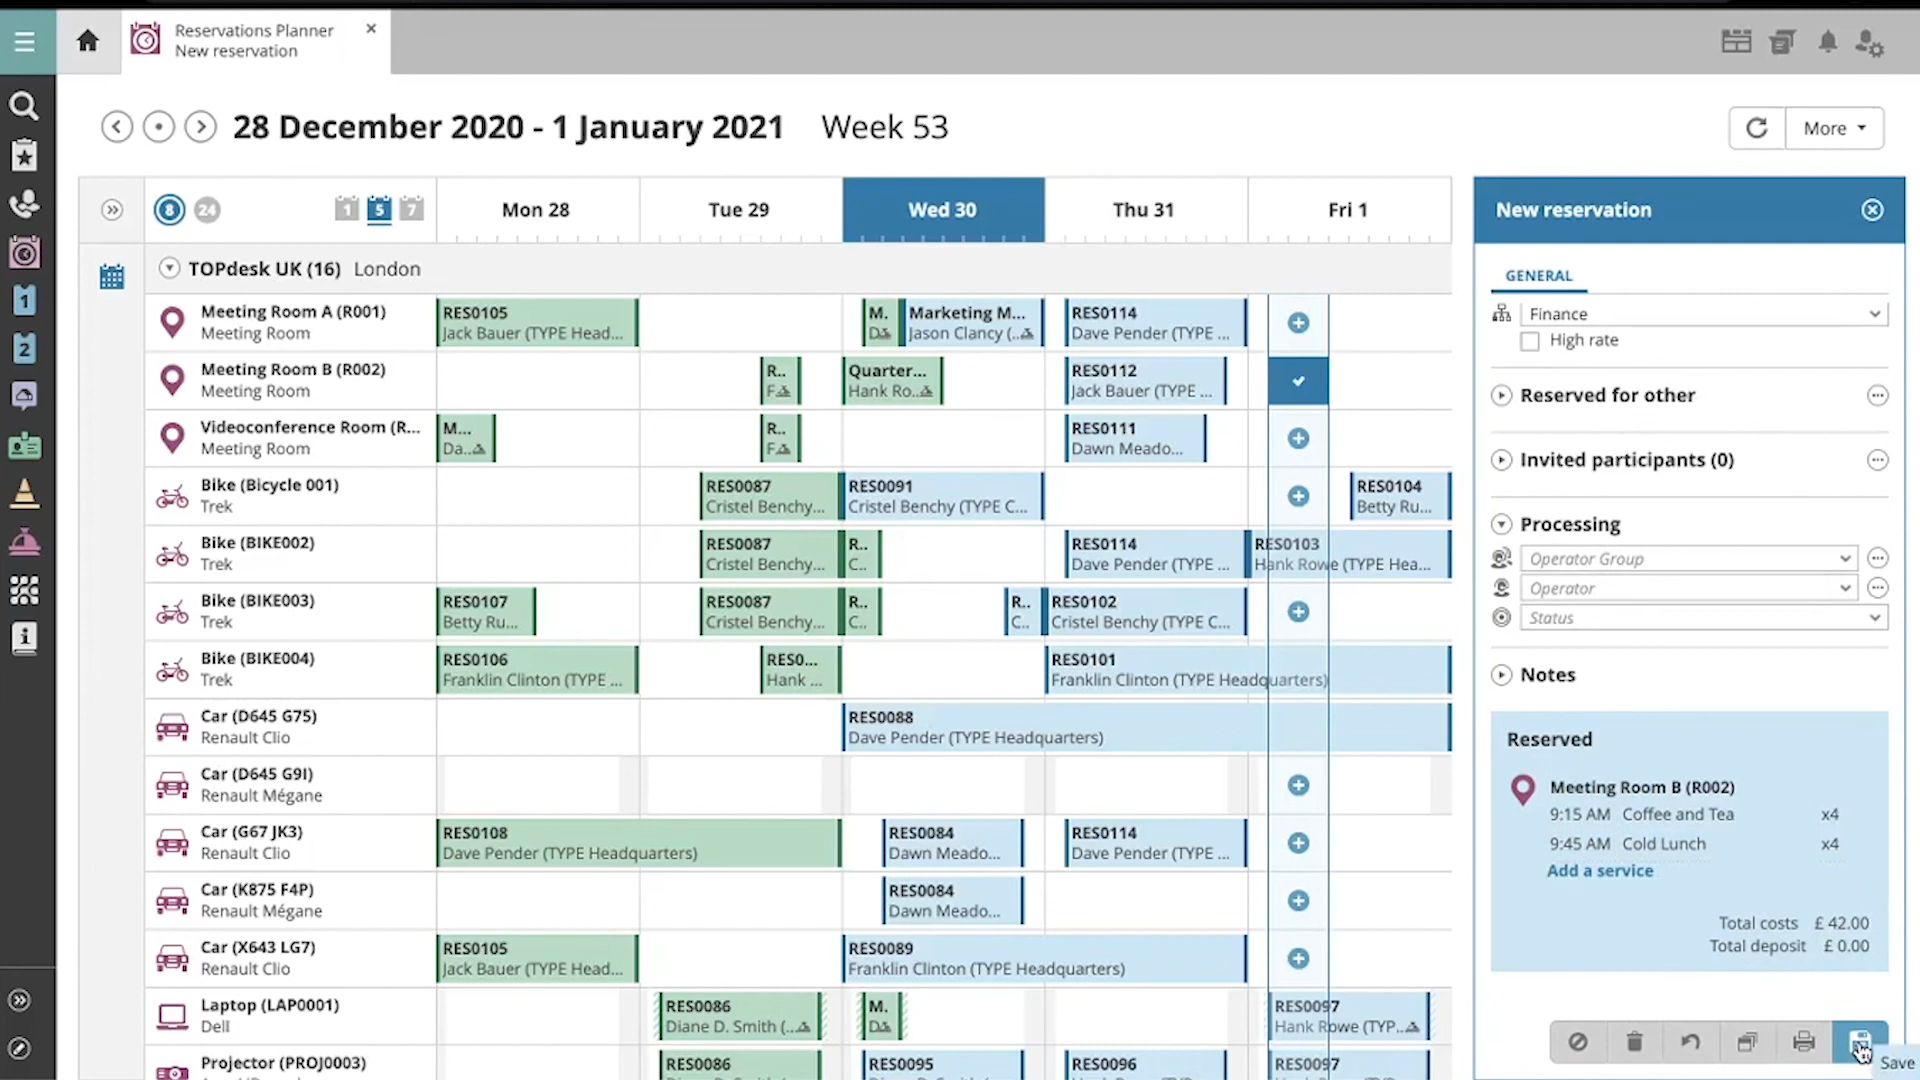 Reservations Planner
New reservation
28 December 2020 - 1 January 2021 Week 53
More
8 24 1 5 7
Mon 28 Tue 29 Wed 30 Thu 31 Fri 1
TOPdesk UK (16) London
Meeting Room A (R001)
Meeting Room
RES0105
Jack Bauer (TYPE Head...
M.
D
Marketing M...
Jason Clancy (..
RES0114
Dave Pender (TYPE ...
Meeting Room B (R002)
Meeting Room
R..
F
Quarter...
Hank Ro..
RES0112
Jack Bauer (TYPE ...
Videoconference Room (R...
Meeting Room
M...
Da..
R..
F
RES0111
Dawn Meado...
Bike (Bicycle 001)
Trek
RES0087
Cristel Benchy...
RES0091
Cristel Benchy (TYPE C...
RES0104
Betty Ru...
Bike (BIKE002)
Trek
RES0087
Cristel Benchy...
R..
C..
RES0114
Dave Pender (TYPE ...
RES0103
Hank Rowe (TYPE Hea...
Bike (BIKE003)
Trek
RES0107
Betty Ru...
RES0087
Cristel Benchy...
R..
C..
R..
C..
RES0102
Cristel Benchy (TYPE C...
Bike (BIKE004)
Trek
RES0106
Franklin Clinton (TYPE ...
RES0...
Hank ...
RES0101
Franklin Clinton (TYPE Headquarters)
Car (D645 G75)
Renault Clio
RES0088
Dave Pender (TYPE Headquarters)
Car (D645 G9I)
Renault Mégane
Car (G67 JK3)
Renault Clio
RES0108
Dave Pender (TYPE Headquarters)
RES0084
Dawn Meado...
RES0114
Dave Pender (TYPE ...
Car (K875 F4P)
Renault Mégane
RES0084
Dawn Meado...
Car (X643 LG7)
Renault Clio
RES0105
Jack Bauer (TYPE Head...
RES0089
Franklin Clinton (TYPE Headquarters)
Laptop (LAP0001)
Dell
RES0086
Diane D. Smith (...
M.
D
RES0097
Hank Rowe (TYP...
Projector (PROJ0003)
RES0086
RES0095
RES0096
RES0097
1
2
New reservation
GENERAL
Finance
High rate
Reserved for other
Invited participants (0)
Processing
Operator Group
Operator
Status
Notes
Reserved
Meeting Room B (R002)
9:15 AM Coffee and Tea x4
9:45 AM Cold Lunch x4
Add a service
Total costs £ 42.00
Total deposit £ 0.00
Save